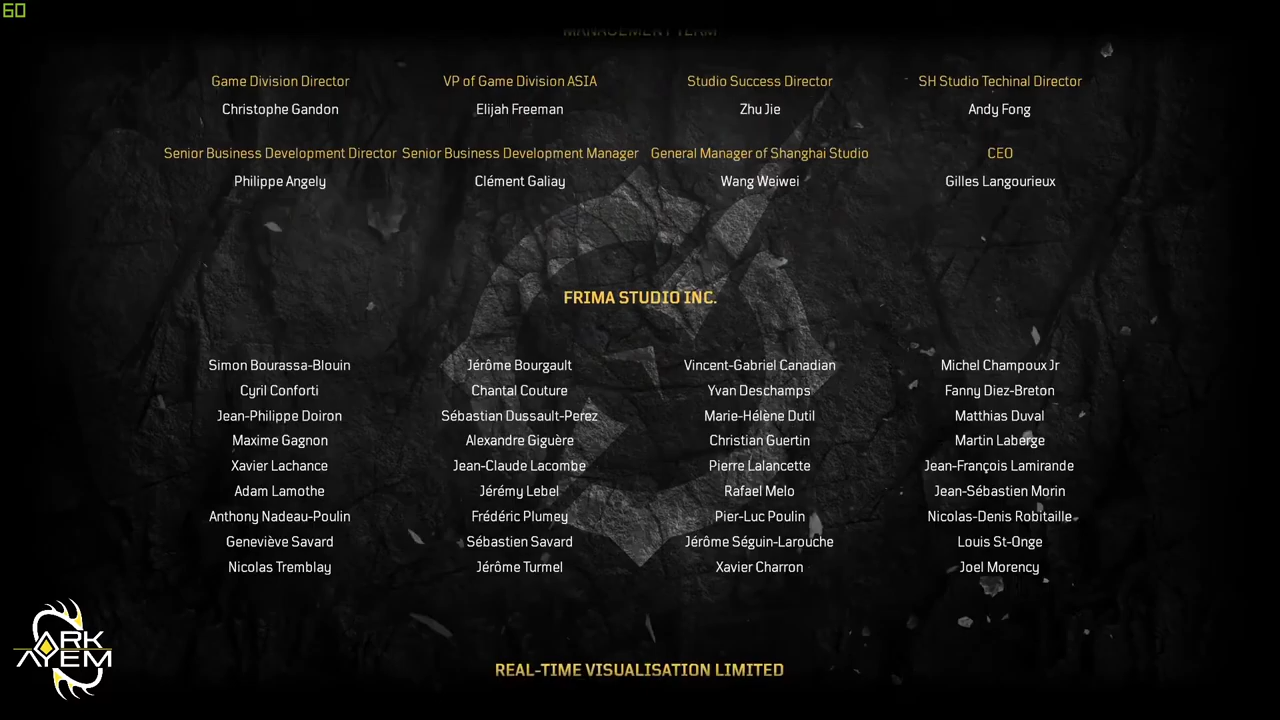 60
MANAGEMENT TEAM
Game Division Director VP of Game Division ASIA Studio Success Director SH Studio Techinal Director
Christophe Gandon Elijah Freeman Zhu Jie Andy Fong
Senior Business Development Director Senior Business Development Manager General Manager of Shanghai Studio CEO
Philippe Angely Clément Galiay Wang Weiwei Gilles Langourieux
FRIMA STUDIO INC.
Simon Bourassa-Blouin Jérôme Bourgault Vincent-Gabriel Canadian Michel Champoux Jr
Cyril Conforti Chantal Couture Yvan Deschamps Fanny Diez-Breton
Jean-Philippe Doiron Sébastian Dussault-Perez Marie-Hélène Dutil Matthias Duval
Maxime Gagnon Alexandre Giguère Christian Guertin Martin Laberge
Xavier Lachance Jean-Claude Lacombe Pierre Lalancette Jean-François Lamirande
Adam Lamothe Jérémy Lebel Rafael Melo Jean-Sébastien Morin
Anthony Nadeau-Poulin Frédéric Plumey Pier-Luc Poulin Nicolas-Denis Robitaille
Geneviève Savard Sébastien Savard Jérôme Séguin-Larouche Louis St-Onge
Nicolas Tremblay Jérôme Turmel Xavier Charron Joel Morency
ARK
AYEM
REAL-TIME VISUALISATION LIMITED